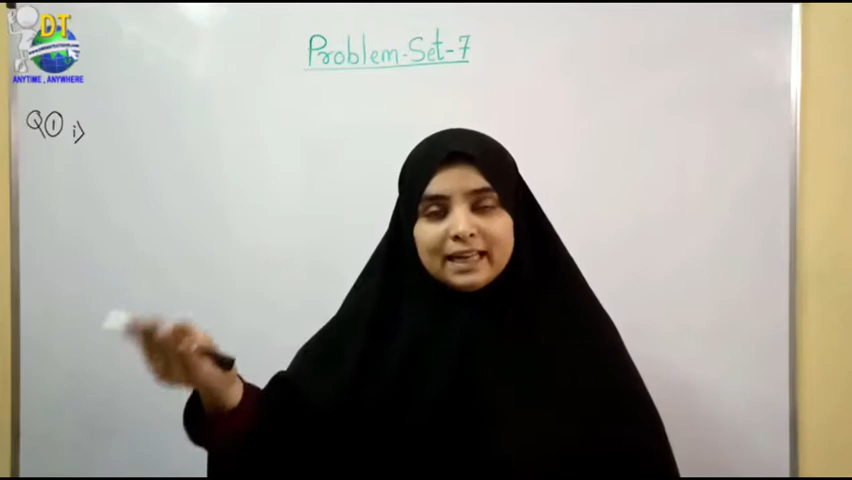 DT
ANYTIME, ANYWHERE
Problem-Set-7
Q① i>